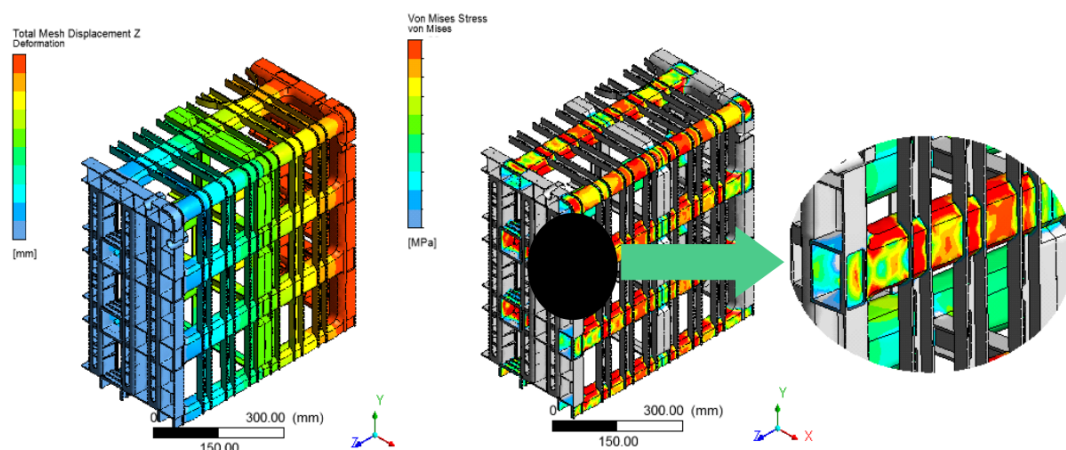 Total Mesh Displacement Z
Deformation
[mm]
0 300.00 (mm)
150.00
Y
Z
Von Mises Stress
von Mises
[MPa]
0 300.00 (mm)
150.00
Y
Z X